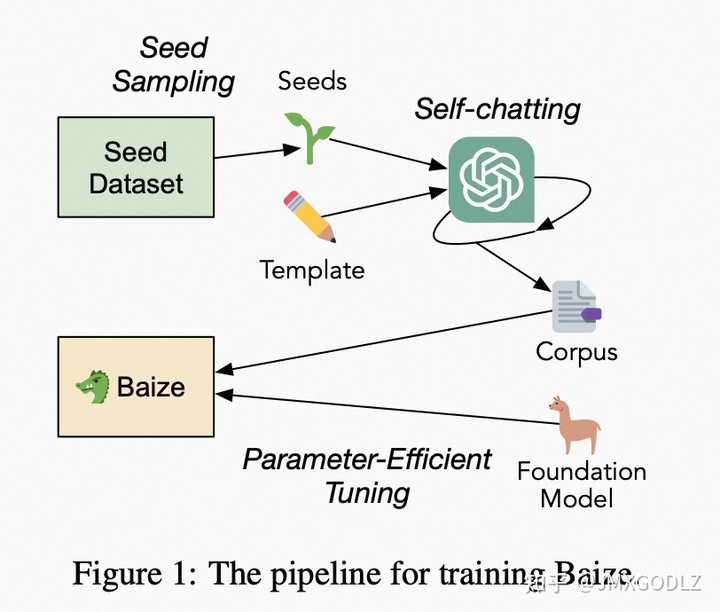 Seed
Sampling
Seeds
Self-chatting
Seed
Dataset
Template
Corpus
Baize
Parameter-Efficient
Tuning
Foundation
Model
Figure 1: The pipeline for training Baize.
知乎 @JMXGODLZ